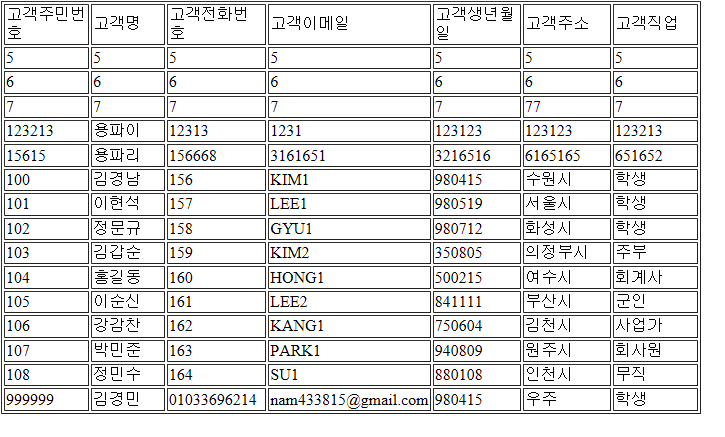 고객주민번호 고객명 고객전화번호 고객이메일 고객생년월일 고객주소 고객직업
5 5 5 5 5 5 5
6 6 6 6 6 6 6
7 7 7 7 7 77 7
123213 용파이 12313 1231 123123 123123 123213
15615 용파리 156668 3161651 3216516 6165165 651652
100 김경남 156 KIM1 980415 수원시 학생
101 이현석 157 LEE1 980519 서울시 학생
102 정문규 158 GYU1 980712 화성시 학생
103 김갑순 159 KIM2 350805 의정부시 주부
104 홍길동 160 HONG1 500215 여수시 회계사
105 이순신 161 LEE2 841111 부산시 군인
106 강감찬 162 KANG1 750604 김천시 사업가
107 박민준 163 PARK1 940809 원주시 회사원
108 정민수 164 SU1 880108 인천시 무직
999999 김경민 01033696214 nam433815@gmail.com 980415 우주 학생